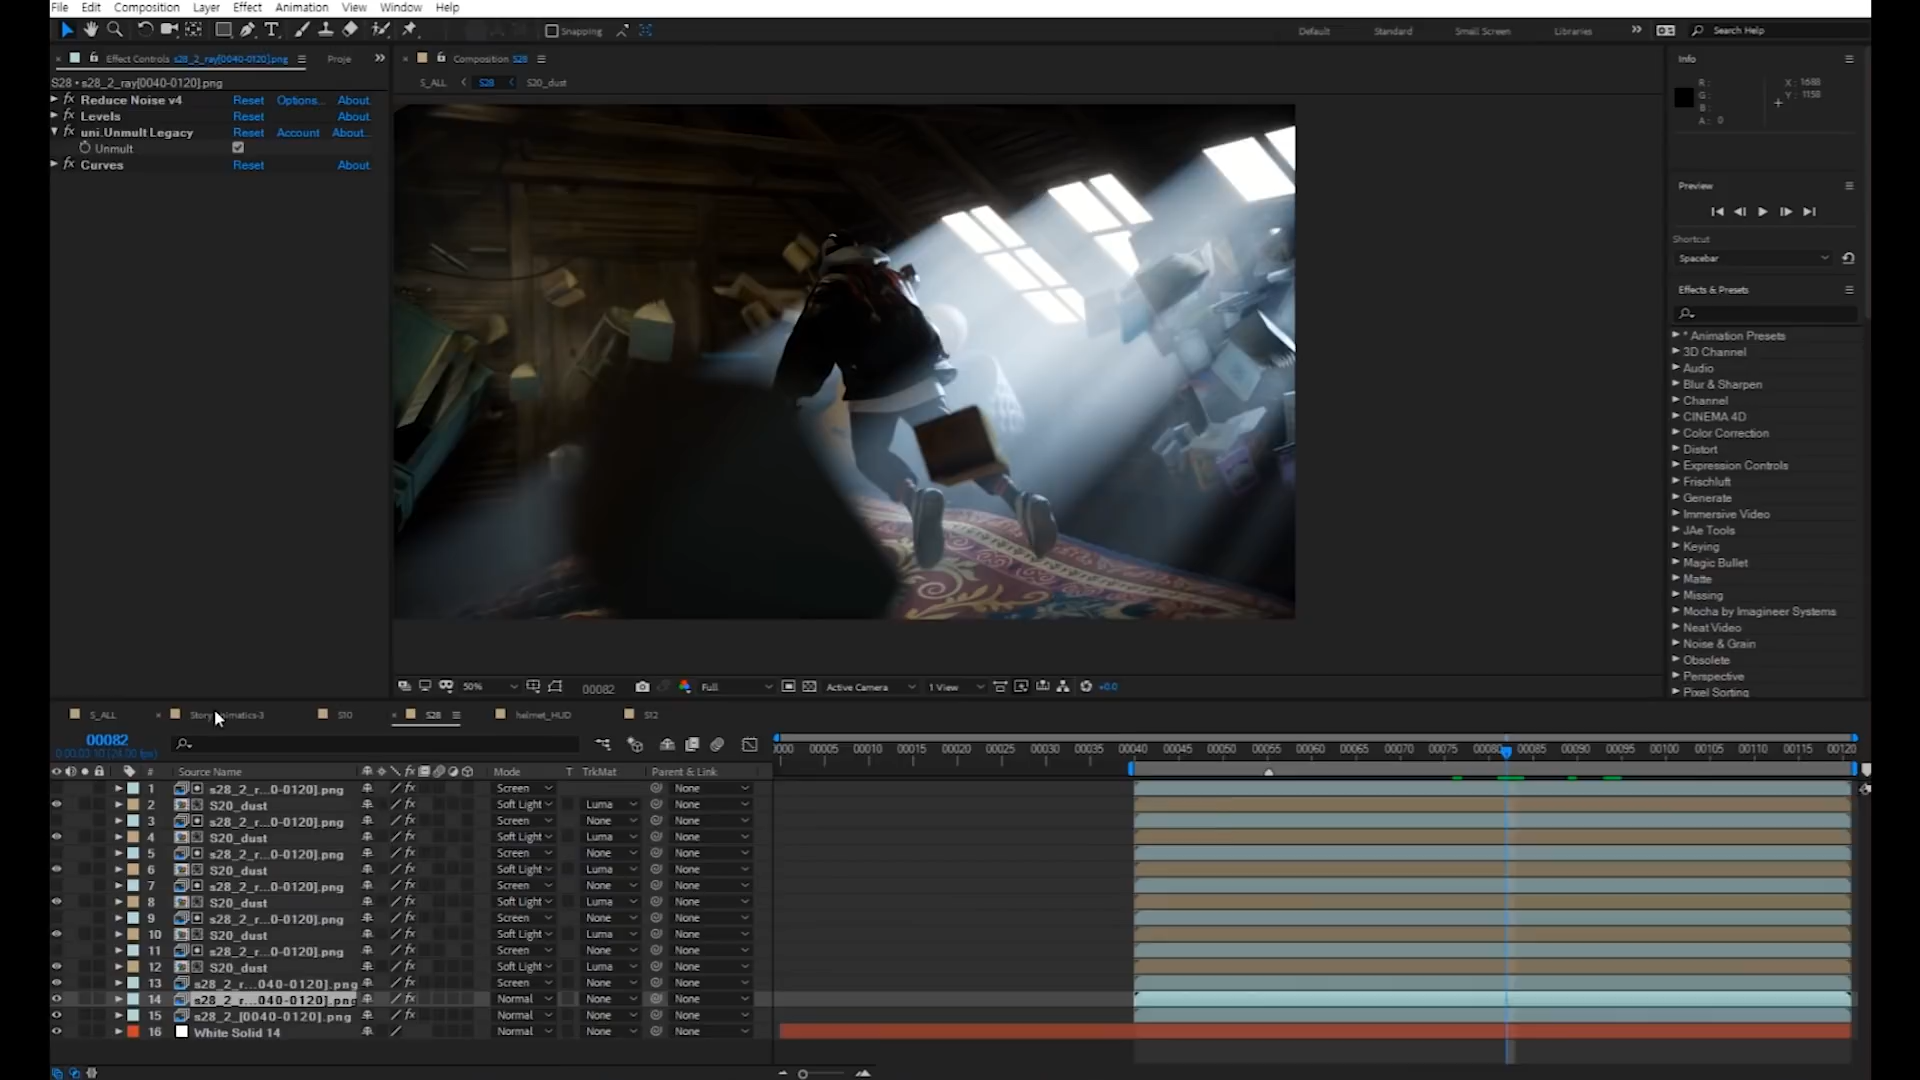 File Edit Composition Layer Effect Animation View Window Help
Snapping
Default Standard Small Screen Libraries Search Help
Effect Controls s28_2_ray[0040-0120].png Proje
S28 • s28_2_ray[0040-0120].png
Reduce Noise v4 Reset Options... About
Levels Reset About
uni.Unmult Legacy Reset Account About...
Unmult
Curves Reset About
Composition S28
S_ALL S28 S20_dust
50% 00082 Full Active Camera 1 View +0.0
Info
R: X: 1688
G: Y: 1158
B:
A: 0
Preview
Shortcut
Spacebar
Effects & Presets
* Animation Presets
3D Channel
Audio
Blur & Sharpen
Channel
CINEMA 4D
Color Correction
Distort
Expression Controls
Frischluft
Generate
Immersive Video
JAe Tools
Keying
Magic Bullet
Matte
Missing
Mocha by Imagineer Systems
Neat Video
Noise & Grain
Obsolete
Perspective
Pixel Sorting
S_ALL S10 S28 helmet_HUD S12
00082
0000 00005 00010 00015 00020 00025 00030 00035 00040 00045 00050 00055 00060 00065 00070 00075 00080 00085 00090 00095 00100 00105 00110 00115 00120
# Source Name Mode T TrkMat Parent & Link
1 s28_2_r...0-0120].png Screen None
2 S20_dust Soft Light Luma None
3 s28_2_r...0-0120].png Screen None None
4 S20_dust Soft Light Luma None
5 s28_2_r...0-0120].png Screen None None
6 S20_dust Soft Light Luma None
7 s28_2_r...0-0120].png Screen None None
8 S20_dust Soft Light Luma None
9 s28_2_r...0-0120].png Screen None None
10 S20_dust Soft Light Luma None
11 s28_2_r...0-0120].png Screen None None
12 S20_dust Soft Light Luma None
13 s28_2_r...040-0120].png Screen None None
14 s28_2_r...040-0120].png Normal None None
15 s28_2_[0040-0120].png Normal None None
16 White Solid 14 Normal None None